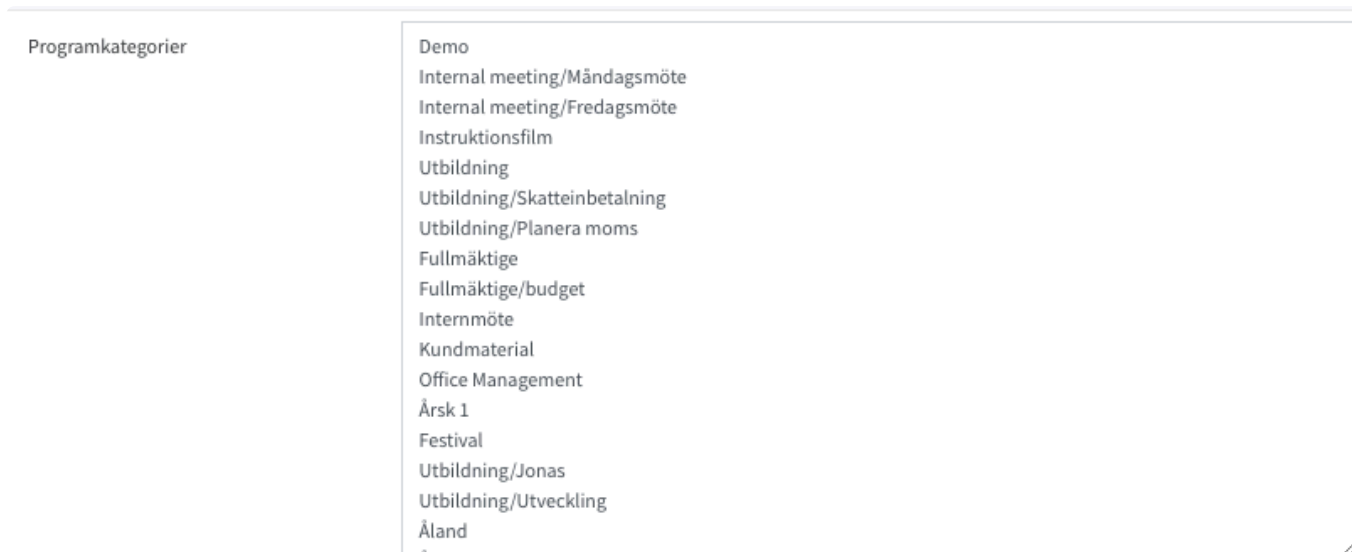 Programkategorier
Demo
Internal meeting/Måndagsmöte
Internal meeting/Fredagsmöte
Instruktionsfilm
Utbildning
Utbildning/Skatteinbetalning
Utbildning/Planera moms
Fullmäktige
Fullmäktige/budget
Internmöte
Kundmaterial
Office Management
Årsk 1
Festival
Utbildning/Jonas
Utbildning/Utveckling
Åland